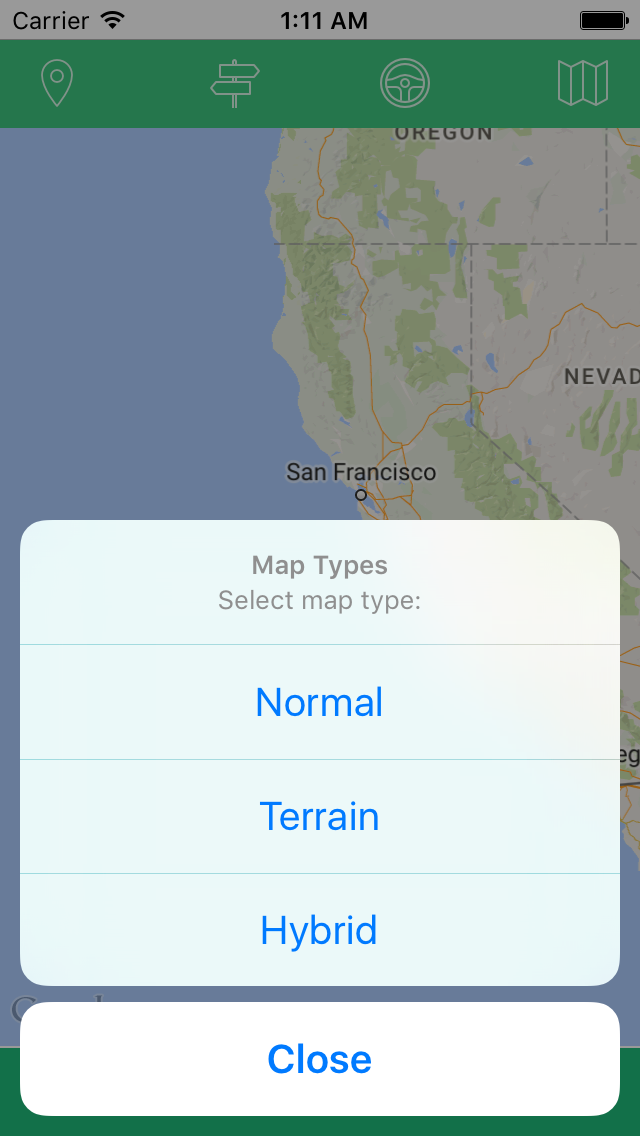 Carrier 1:11 AM
OREGON
NEVAD
San Francisco
Map Types
Select map type:
Normal
Terrain
eg
Hybrid
Close